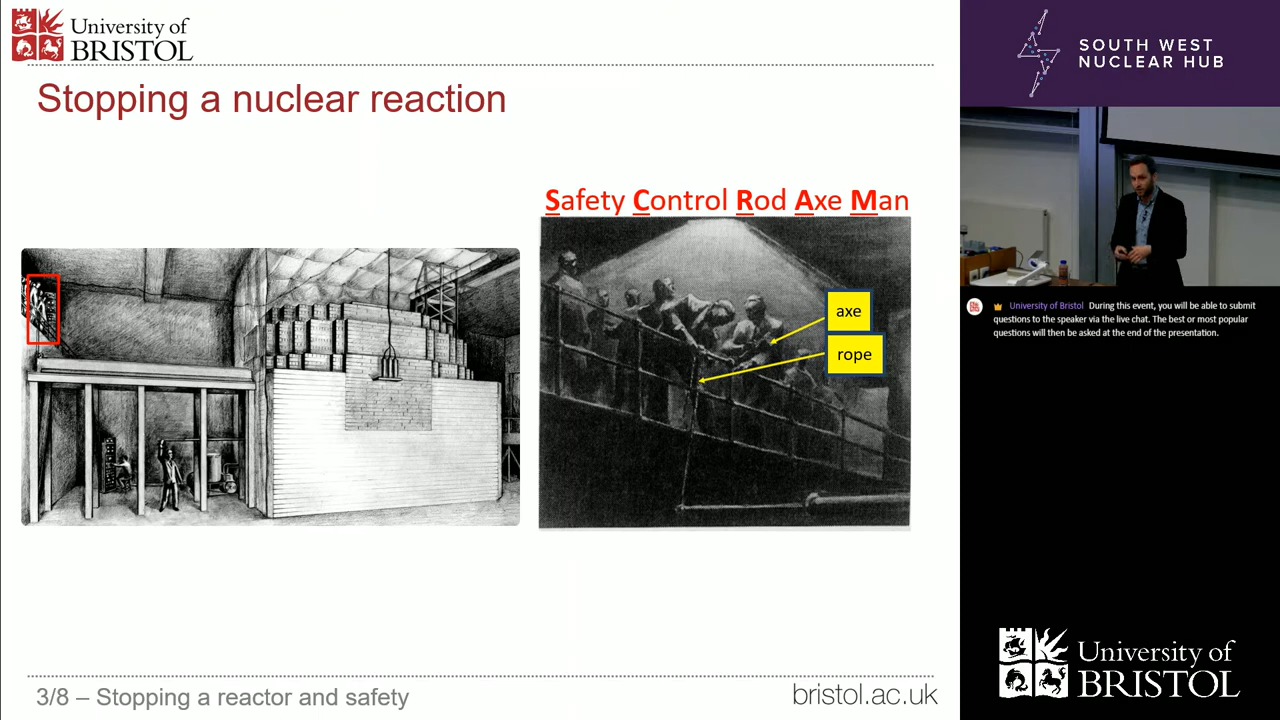 University of
BRISTOL
Stopping a nuclear reaction
Safety Control Rod Axe Man
axe
rope
3/8 – Stopping a reactor and safety
bristol.ac.uk
SOUTH WEST
NUCLEAR HUB
University of Bristol During this event, you will be able to submit
questions to the speaker via the live chat. The best or most popular
questions will then be asked at the end of the presentation.
University of
BRISTOL